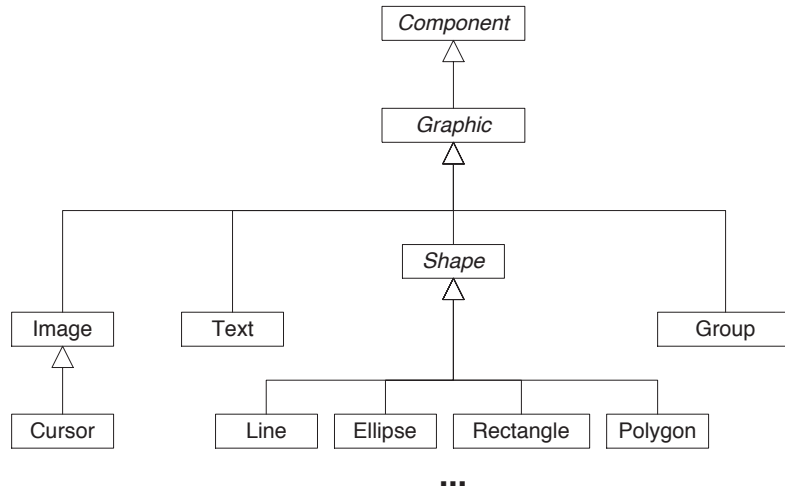 Component
Graphic
Shape
Image
Text
Group
Cursor
Line
Ellipse
Rectangle
Polygon
...